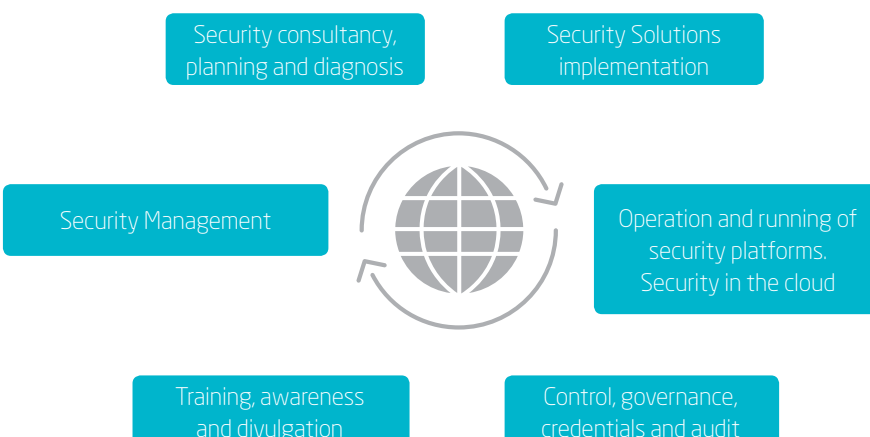 Security consultancy,
planning and diagnosis
Security Solutions
implementation
Security Management
Operation and running of
security platforms.
Security in the cloud
Training, awareness
and divulgation
Control, governance,
credentials and audit